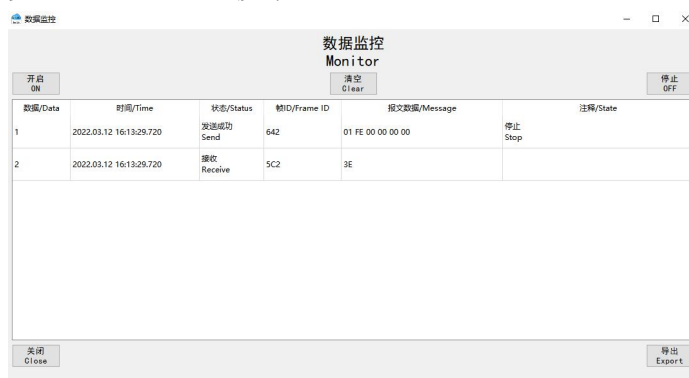 数据监控
数据监控
Monitor
开启
ON
清空
Clear
停止
OFF
数据/Data 时间/Time 状态/Status 帧ID/Frame ID 报文数据/Message 注释/State
1 2022.03.12 16:13:29.720 发送成功 Send 642 01 FE 00 00 00 00 停止 Stop
2 2022.03.12 16:13:29.720 接收 Receive 5C2 3E
关闭
Close
导出
Export